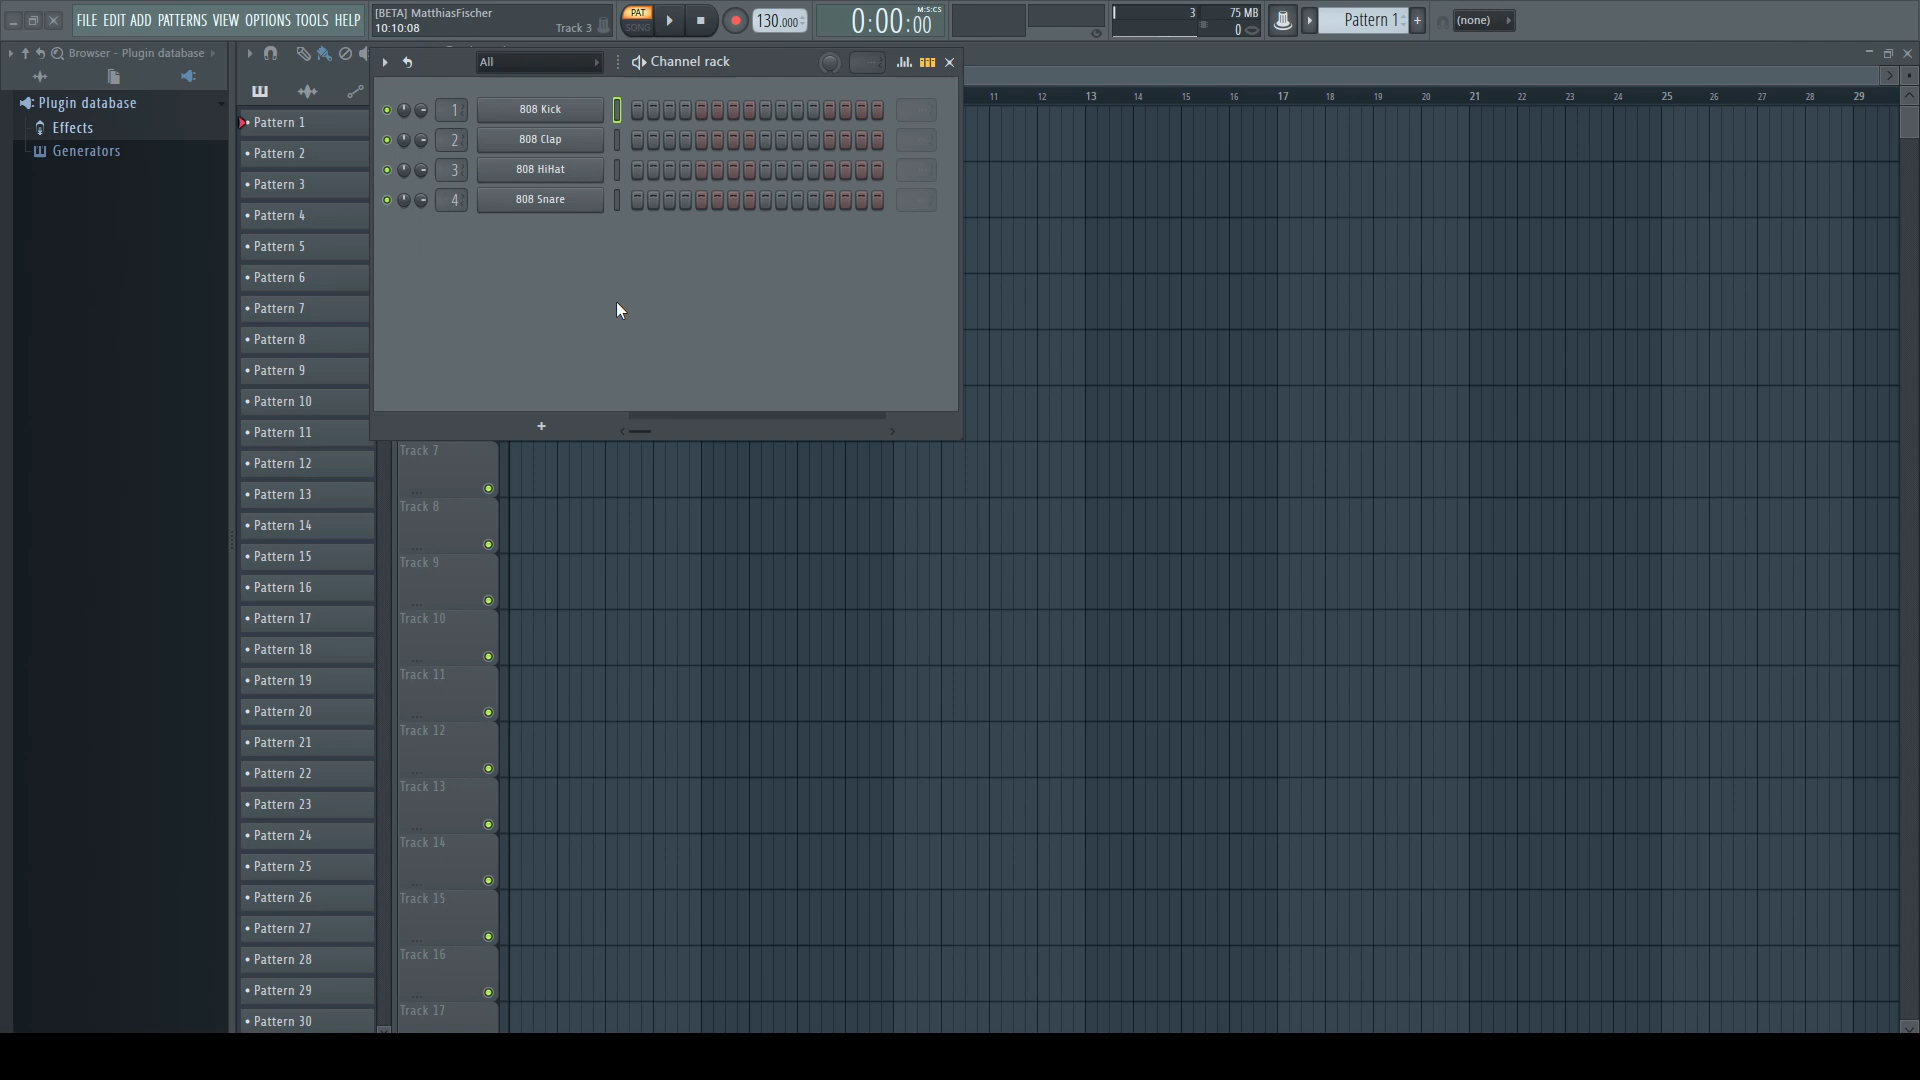 FILE EDIT ADD PATTERNS VIEW OPTIONS TOOLS HELP
[BETA] MatthiasFischer
10:10:08 Track 3
PAT
SONG
130.000
M:S:CS
0:00:00
3 75 MB
0
Pattern 1
+
(none)
Browser - Plugin database
Plugin database
Effects
Generators
All
Channel rack
1 808 Kick
2 808 Clap
3 808 HiHat
4 808 Snare
+
11 12 13 14 15 16 17 18 19 20 21 22 23 24 25 26 27 28 29
Pattern 1
Pattern 2
Pattern 3
Pattern 4
Pattern 5
Pattern 6
Pattern 7
Pattern 8
Pattern 9
Pattern 10
Pattern 11
Pattern 12
Pattern 13
Pattern 14
Pattern 15
Pattern 16
Pattern 17
Pattern 18
Pattern 19
Pattern 20
Pattern 21
Pattern 22
Pattern 23
Pattern 24
Pattern 25
Pattern 26
Pattern 27
Pattern 28
Pattern 29
Pattern 30
Track 7
Track 8
Track 9
Track 10
Track 11
Track 12
Track 13
Track 14
Track 15
Track 16
Track 17